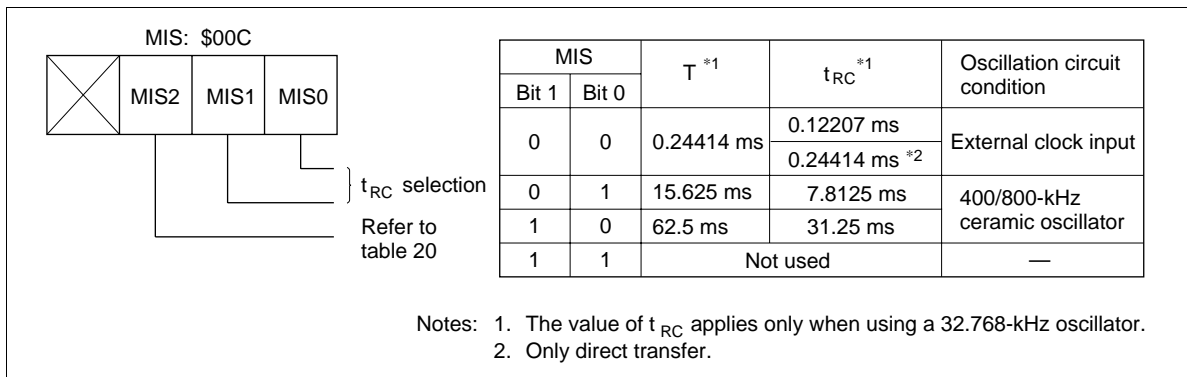 MIS: $00C
MIS2 MIS1 MIS0
t RC selection
Refer to
table 20
MIS T *1 t RC *1 Oscillation circuit
condition
Bit 1 Bit 0
0 0 0.24414 ms 0.12207 ms External clock input
0.24414 ms *2
0 1 15.625 ms 7.8125 ms 400/800-kHz
ceramic oscillator
1 0 62.5 ms 31.25 ms
1 1 Not used —
Notes: 1. The value of t RC applies only when using a 32.768-kHz oscillator.
2. Only direct transfer.